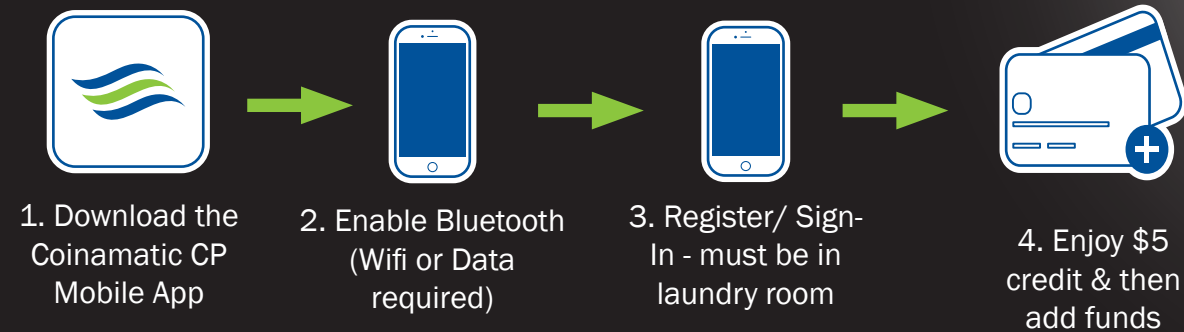 1. Download the
Coinamatic CP
Mobile App
2. Enable Bluetooth
(Wifi or Data
required)
3. Register/ Sign-
In - must be in
laundry room
4. Enjoy $5
credit & then
add funds